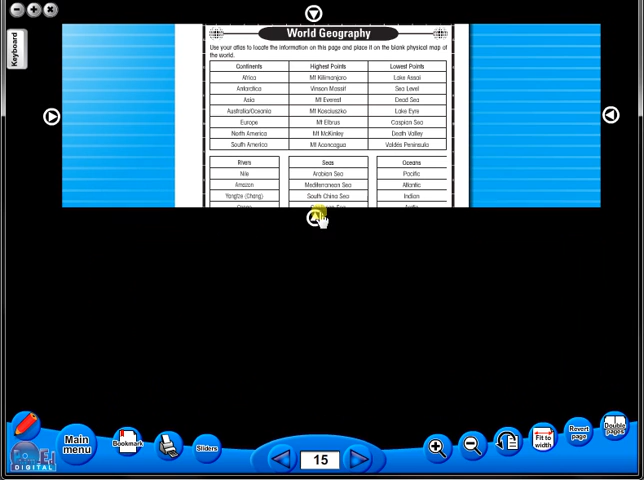 Keyboard
World Geography
Use your atlas to locate the information on this page and place it on the blank physical map of
the world.
Continents Highest Points Lowest Points
Africa Mt Kilimanjaro Lake Assal
Antarctica Vinson Massif Sea Level
Asia Mt Everest Dead Sea
Australia/Oceania Mt Kosciuszko Lake Eyre
Europe Mt Elbrus Caspian Sea
North America Mt McKinley Death Valley
South America Mt Aconcagua Valdés Peninsula
Rivers Seas Oceans
Nile Arabian Sea Pacific
Amazon Mediterranean Sea Atlantic
Yangtze (Chang) South China Sea Indian
Main
menu
Bookmark
Sliders
15
Fit to
width
Revert
page
Double
pages
DIGITAL